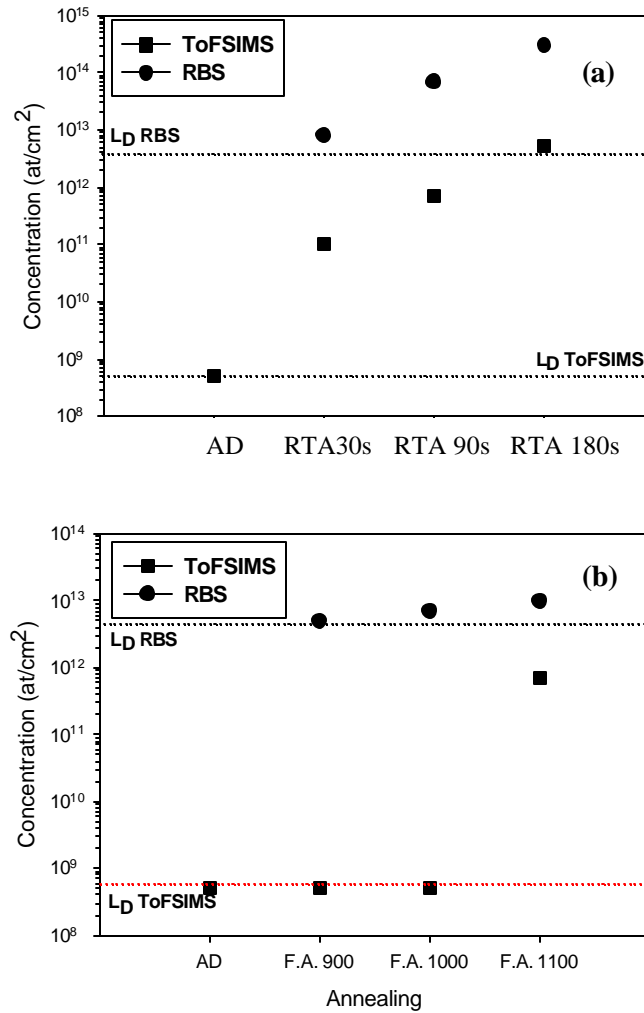 10¹⁵
ToFSIMS
RBS
(a)
10¹⁴
L_D RBS
10¹³
10¹²
10¹¹
10¹⁰
10⁹
L_D ToFSIMS
10⁸
Concentration (at/cm²)
AD RTA30s RTA 90s RTA 180s
10¹⁴
ToFSIMS
RBS
(b)
10¹³
L_D RBS
10¹²
10¹¹
10¹⁰
10⁹
L_D ToFSIMS
10⁸
Concentration (at/cm²)
AD F.A. 900 F.A. 1000 F.A. 1100
Annealing